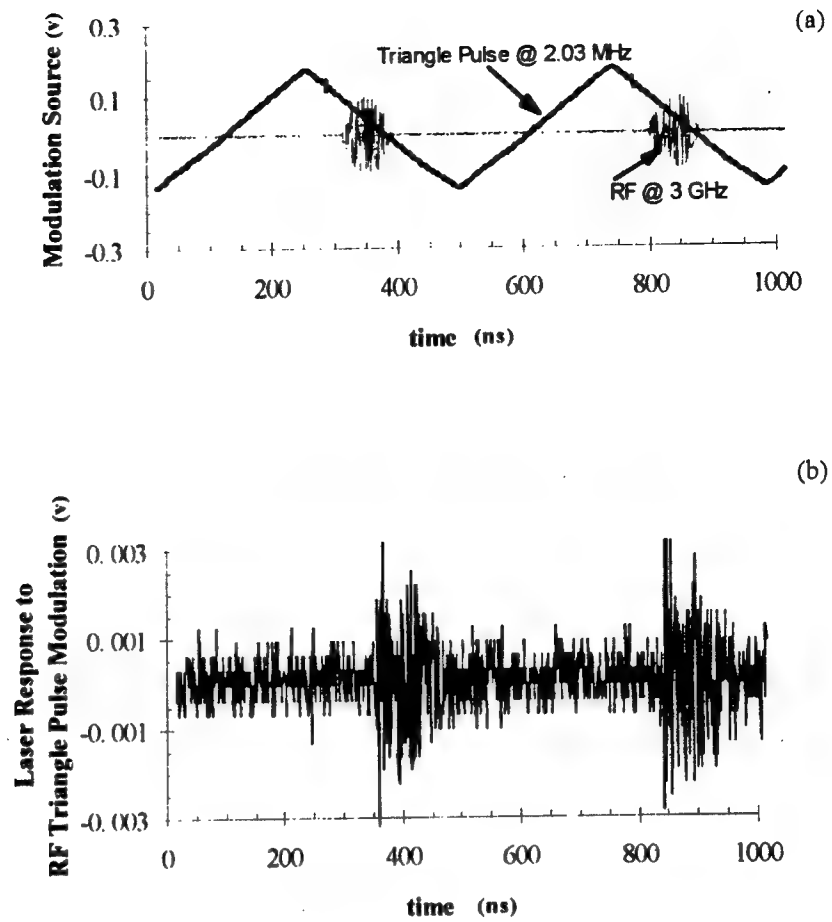 (a)
Modulation Source (v)
0.3
0.1
-0.1
-0.3
Triangle Pulse @ 2.03 MHz
RF @ 3 GHz
0 200 400 600 800 1000
time (ns)
(b)
Laser Response to
RF Triangle Pulse Modulation (v)
0.003
0.001
-0.001
-0.003
0 200 400 600 800 1000
time (ns)